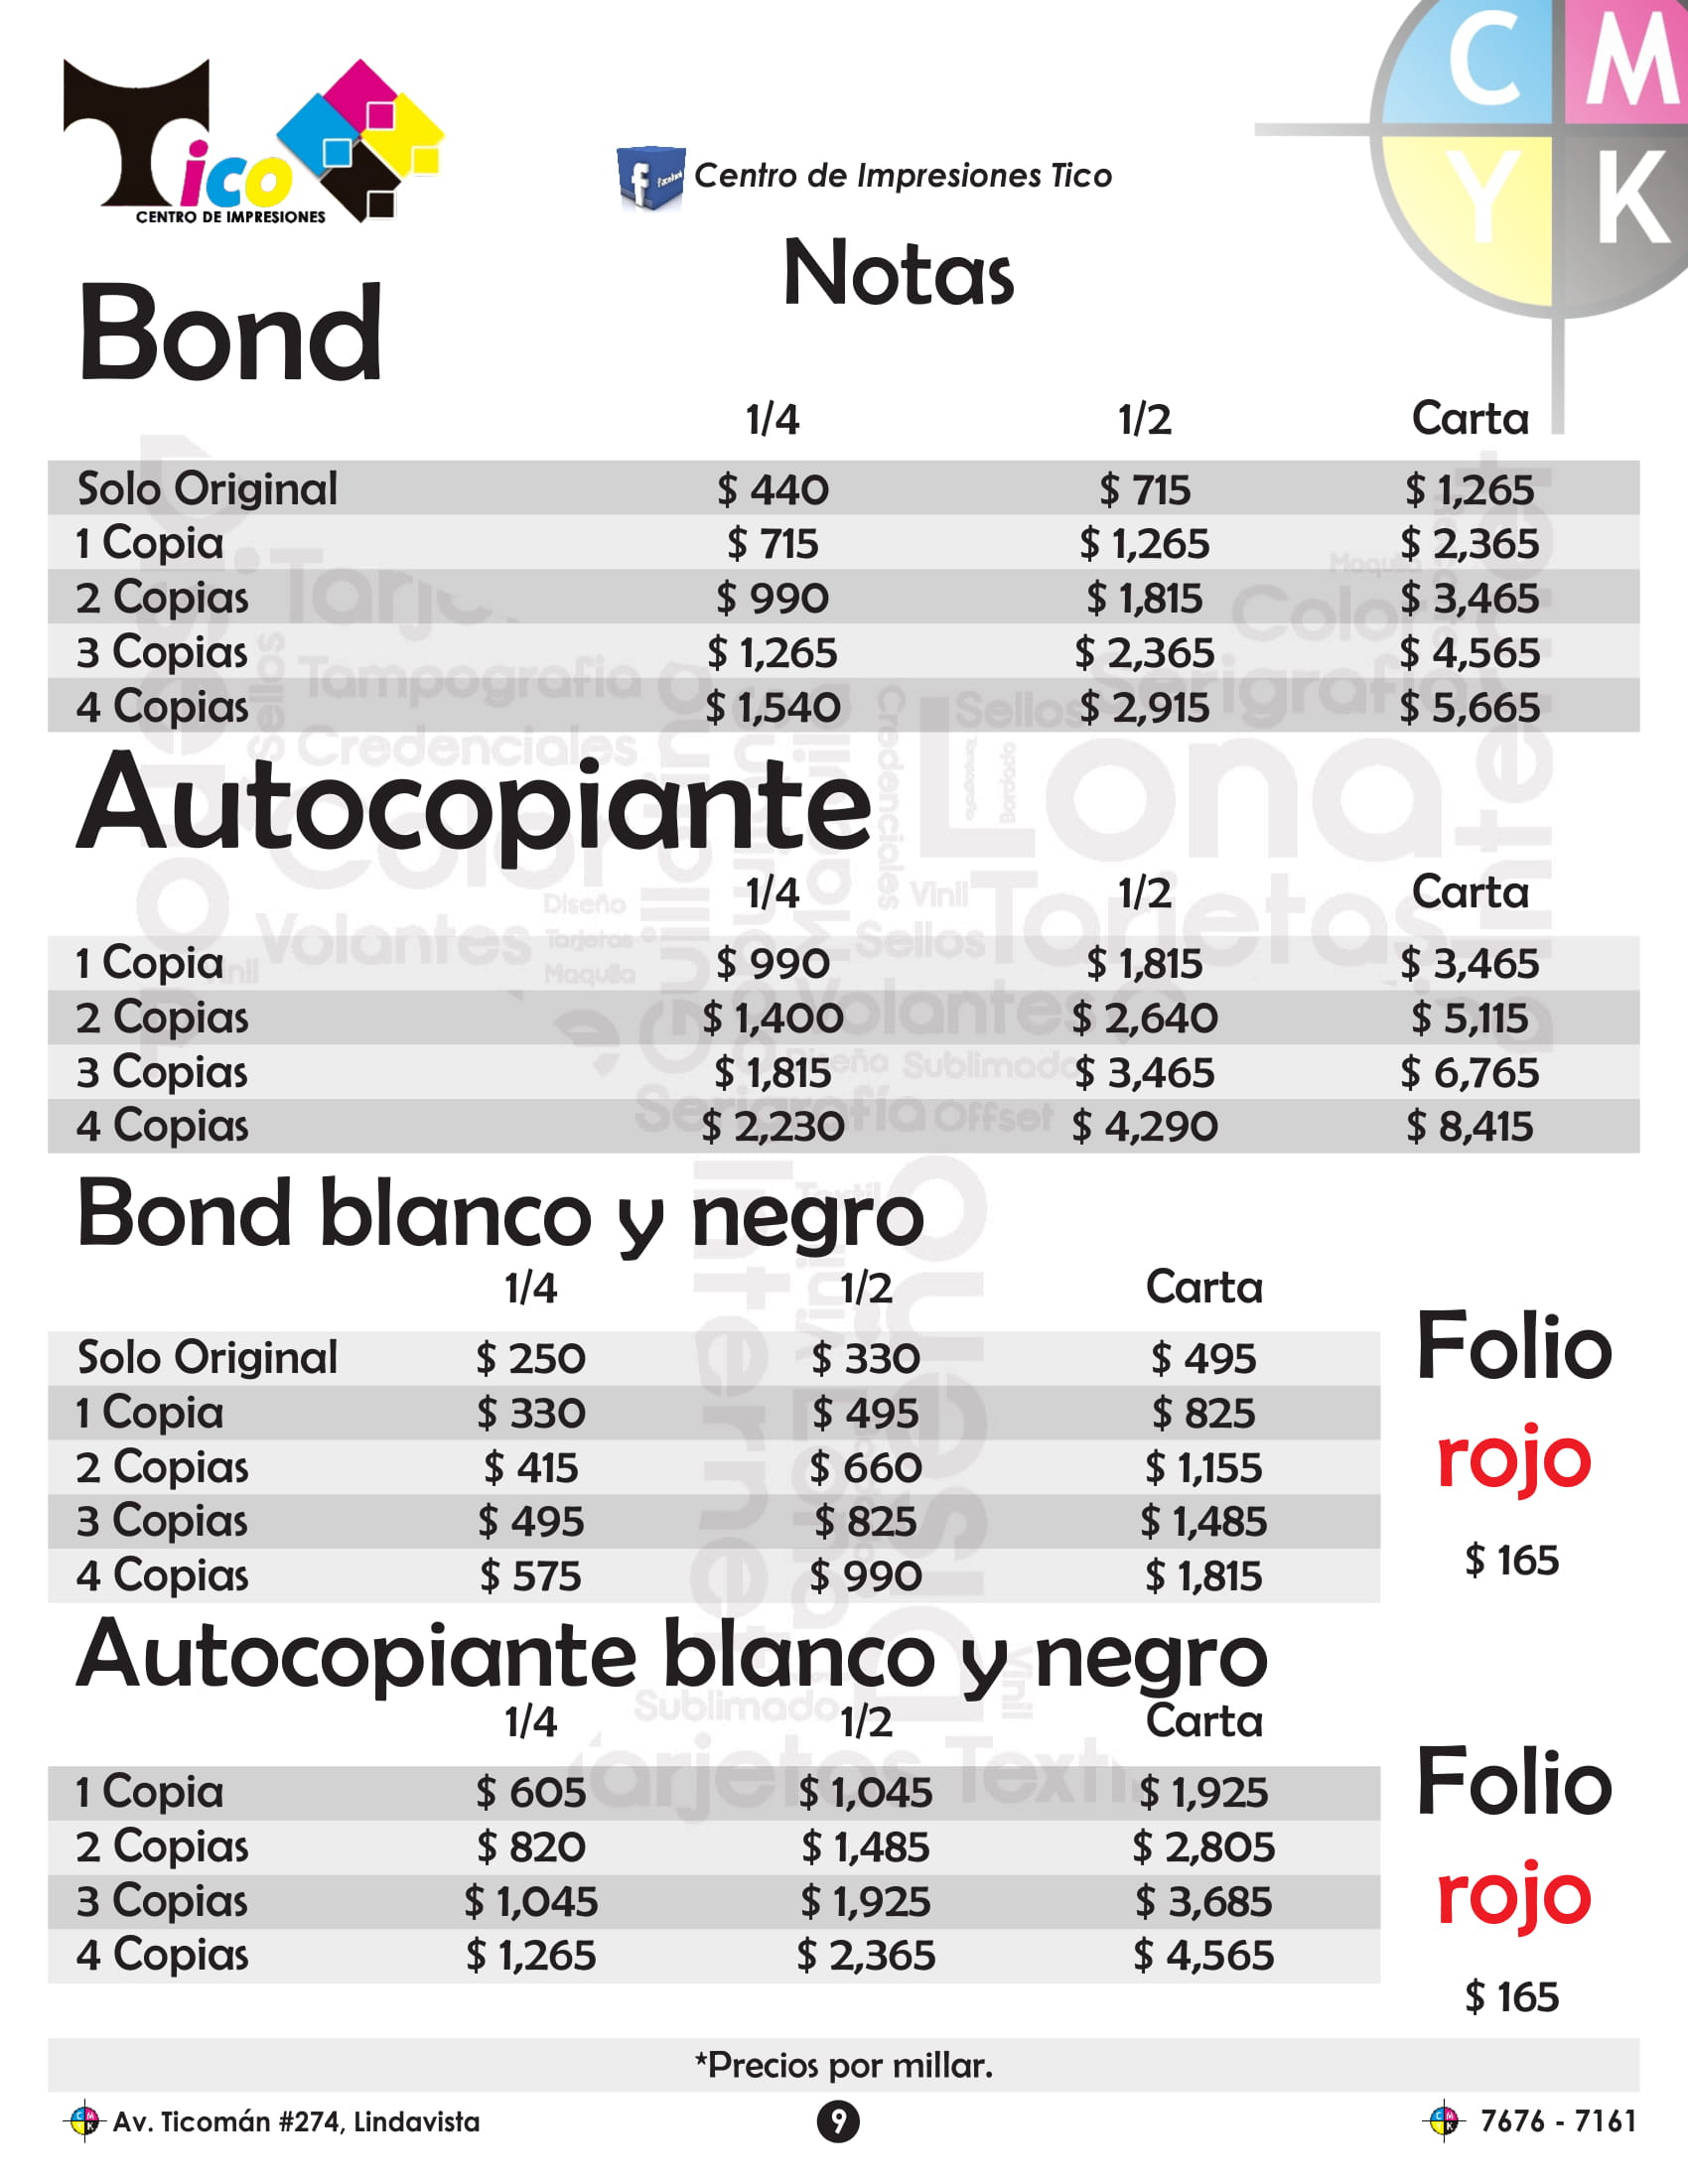 Tico
CENTRO DE IMPRESIONES
facebook
Centro de Impresiones Tico
C M
Y K
Notas
Bond
1/4 1/2 Carta
Solo Original $ 440 $ 715 $ 1,265
1 Copia $ 715 $ 1,265 $ 2,365
2 Copias $ 990 $ 1,815 $ 3,465
3 Copias $ 1,265 $ 2,365 $ 4,565
4 Copias $ 1,540 $ 2,915 $ 5,665
Autocopiante
1/4 1/2 Carta
1 Copia $ 990 $ 1,815 $ 3,465
2 Copias $ 1,400 $ 2,640 $ 5,115
3 Copias $ 1,815 $ 3,465 $ 6,765
4 Copias $ 2,230 $ 4,290 $ 8,415
Bond blanco y negro
1/4 1/2 Carta
Solo Original $ 250 $ 330 $ 495
1 Copia $ 330 $ 495 $ 825
2 Copias $ 415 $ 660 $ 1,155
3 Copias $ 495 $ 825 $ 1,485
4 Copias $ 575 $ 990 $ 1,815
Folio
rojo
$ 165
Autocopiante blanco y negro
1/4 1/2 Carta
1 Copia $ 605 $ 1,045 $ 1,925
2 Copias $ 820 $ 1,485 $ 2,805
3 Copias $ 1,045 $ 1,925 $ 3,685
4 Copias $ 1,265 $ 2,365 $ 4,565
Folio
rojo
$ 165
*Precios por millar.
Av. Ticomán #274, Lindavista
9
7676 - 7161